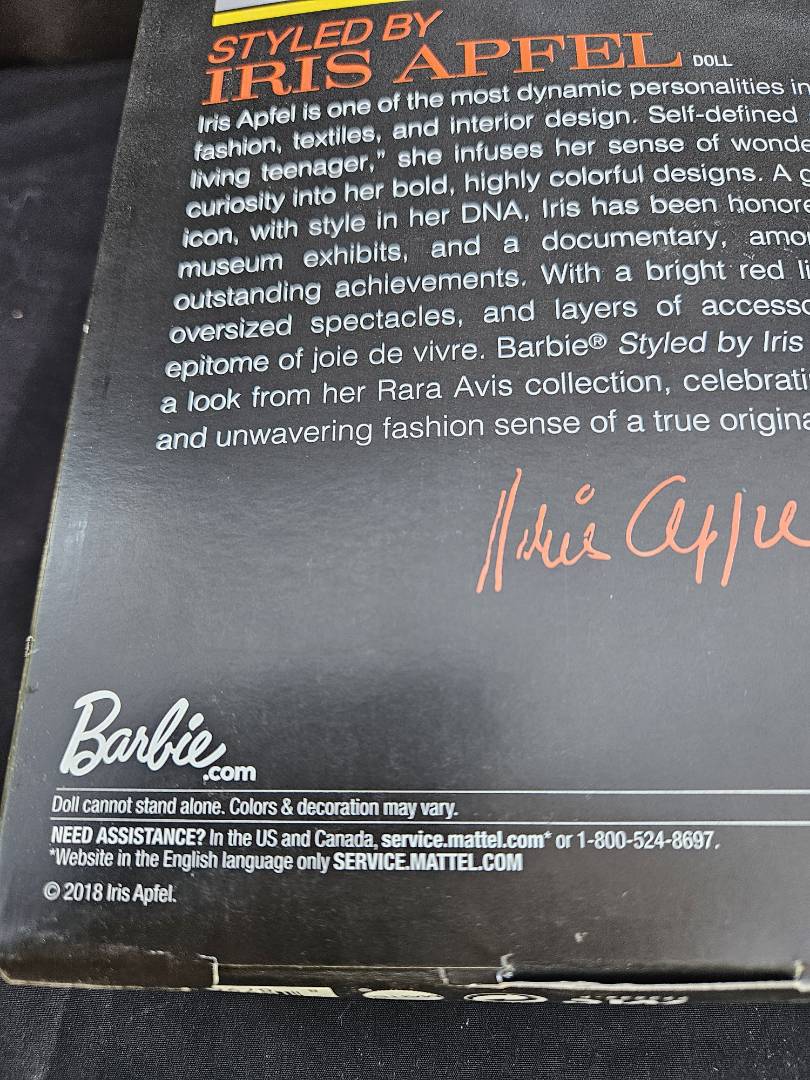 STYLED BY
IRIS APFEL DOLL
Iris Apfel is one of the most dynamic personalities in
fashion, textiles, and interior design. Self-defined
living teenager," she infuses her sense of wonde
curiosity into her bold, highly colorful designs. A g
icon, with style in her DNA, Iris has been honore
museum exhibits, and a documentary, amo
outstanding achievements. With a bright red li
oversized spectacles, and layers of accesso
epitome of joie de vivre. Barbie® Styled by Iris
a look from her Rara Avis collection, celebrati
and unwavering fashion sense of a true origina
Iris Apfe
Barbie.com
Doll cannot stand alone. Colors & decoration may vary.
NEED ASSISTANCE? In the US and Canada, service.mattel.com* or 1-800-524-8697.
*Website in the English language only SERVICE.MATTEL.COM
© 2018 Iris Apfel.